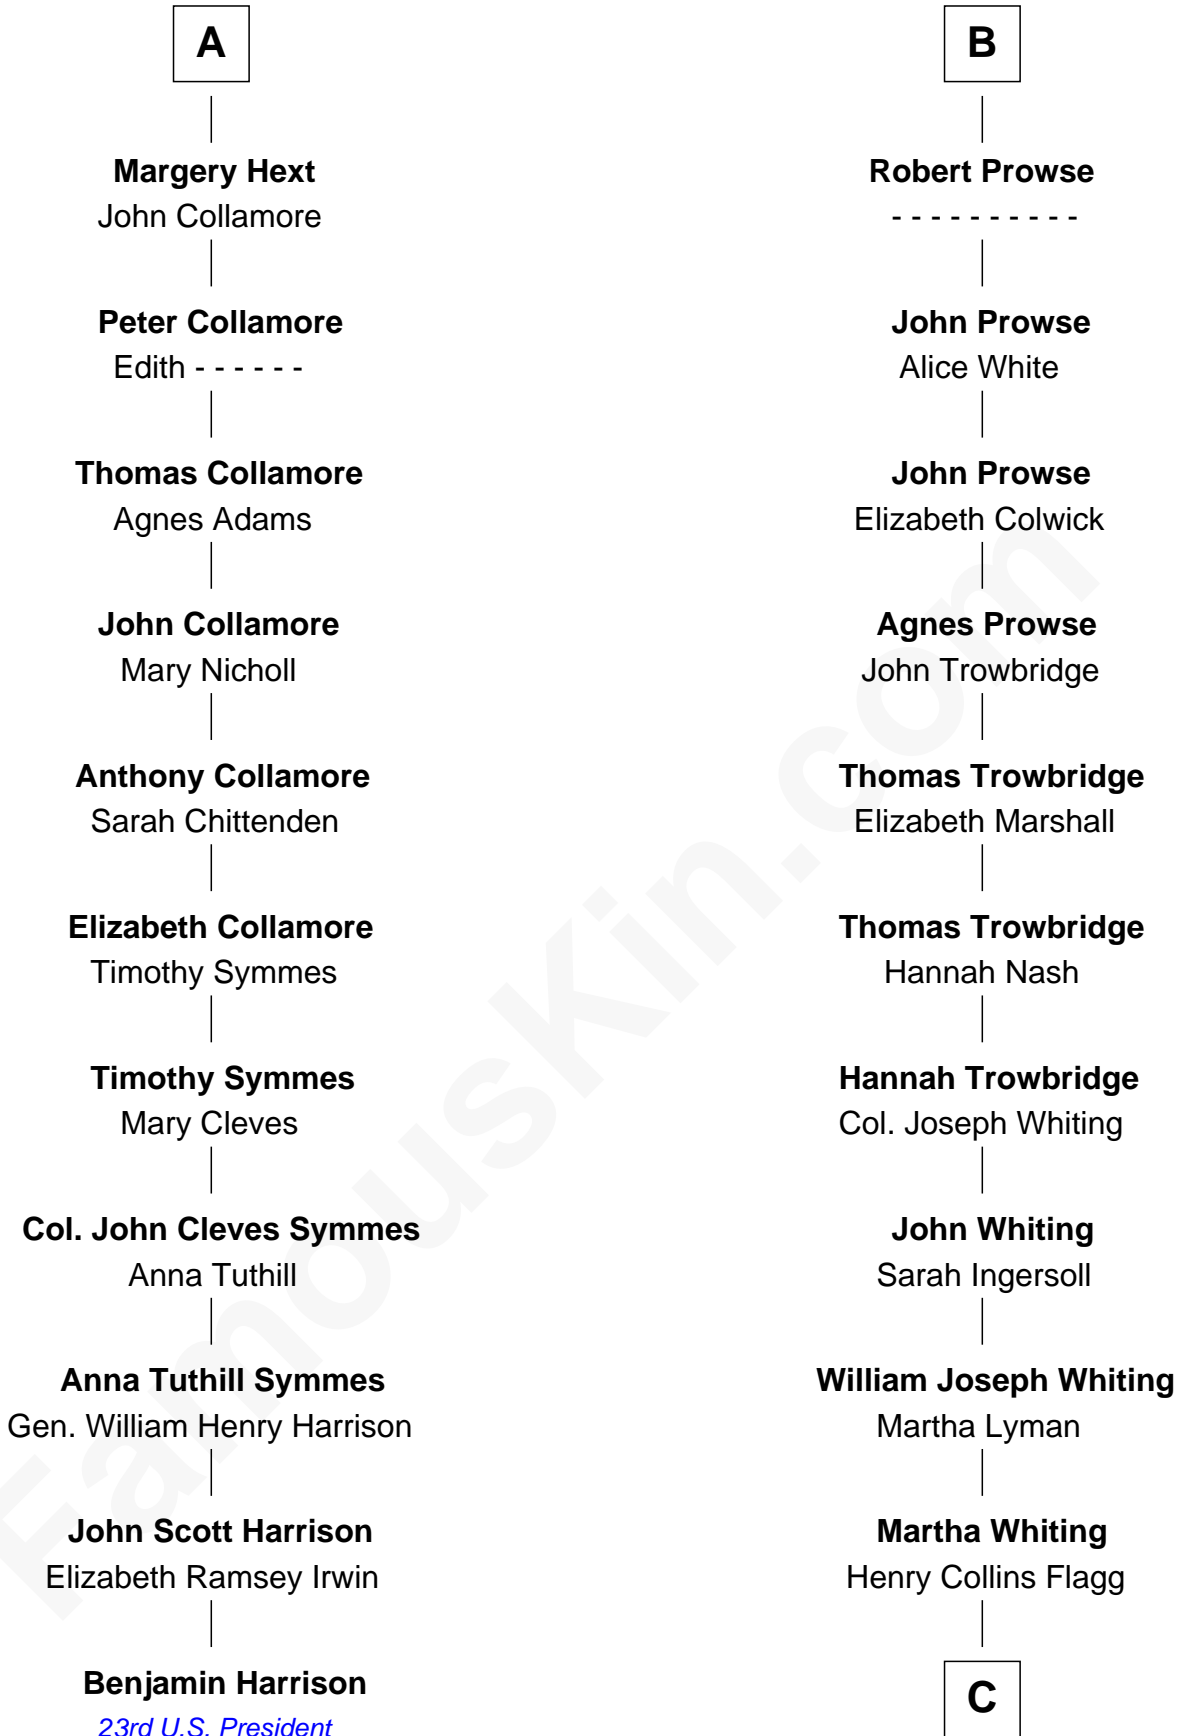 A
Margery Hext
John Collamore
Peter Collamore
Edith - - - - - -
Thomas Collamore
Agnes Adams
John Collamore
Mary Nicholl
Anthony Collamore
Sarah Chittenden
Elizabeth Collamore
Timothy Symmes
Timothy Symmes
Mary Cleves
Col. John Cleves Symmes
Anna Tuthill
Anna Tuthill Symmes
Gen. William Henry Harrison
John Scott Harrison
Elizabeth Ramsey Irwin
Benjamin Harrison
23rd U.S. President
B
Robert Prowse
- - - - - - - - - -
John Prowse
Alice White
John Prowse
Elizabeth Colwick
Agnes Prowse
John Trowbridge
Thomas Trowbridge
Elizabeth Marshall
Thomas Trowbridge
Hannah Nash
Hannah Trowbridge
Col. Joseph Whiting
John Whiting
Sarah Ingersoll
William Joseph Whiting
Martha Lyman
Martha Whiting
Henry Collins Flagg
C
FamousKin.com